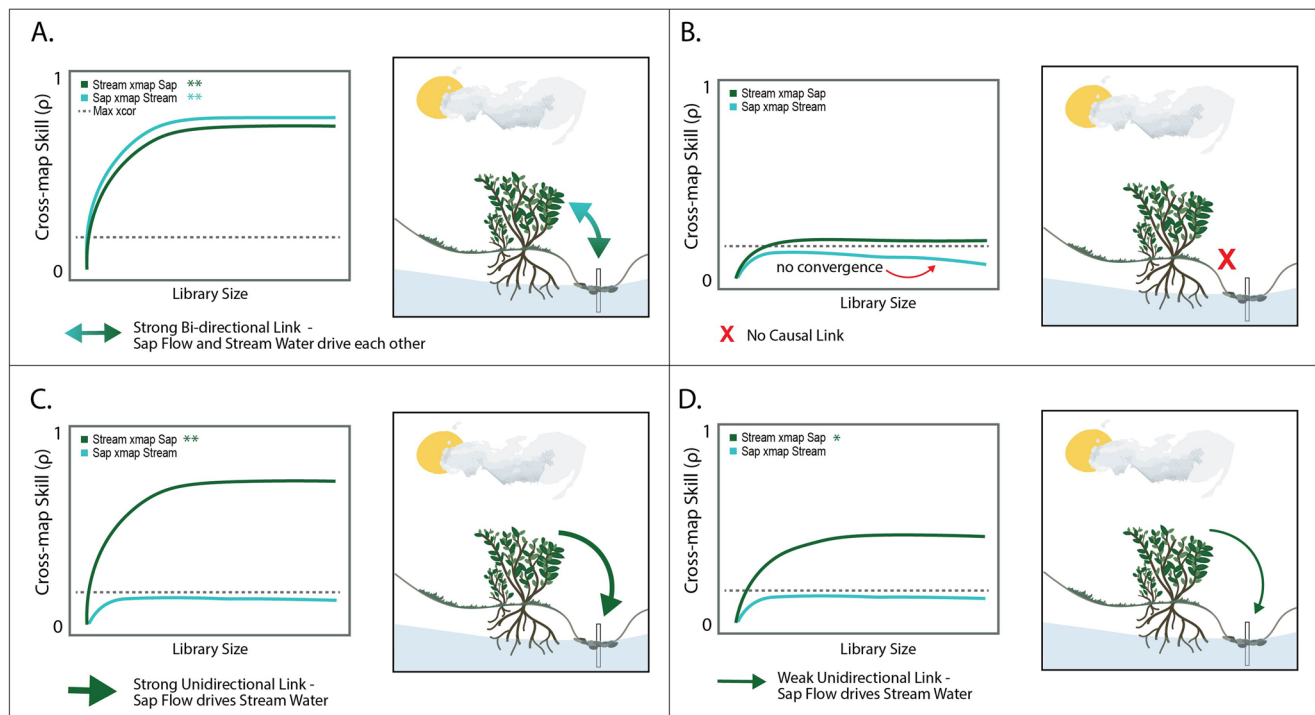 A.
1
Stream xmap Sap **
Sap xmap Stream **
Max xcor
Cross-map Skill (ρ)
0
Library Size
Strong Bi-directional Link -
Sap Flow and Stream Water drive each other
B.
1
Stream xmap Sap
Sap xmap Stream
Cross-map Skill (ρ)
no convergence
0
Library Size
X
X No Causal Link
C.
1
Stream xmap Sap **
Sap xmap Stream
Cross-map Skill (ρ)
0
Library Size
Strong Unidirectional Link -
Sap Flow drives Stream Water
D.
1
Stream xmap Sap *
Sap xmap Stream
Cross-map Skill (ρ)
0
Library Size
Weak Unidirectional Link -
Sap Flow drives Stream Water